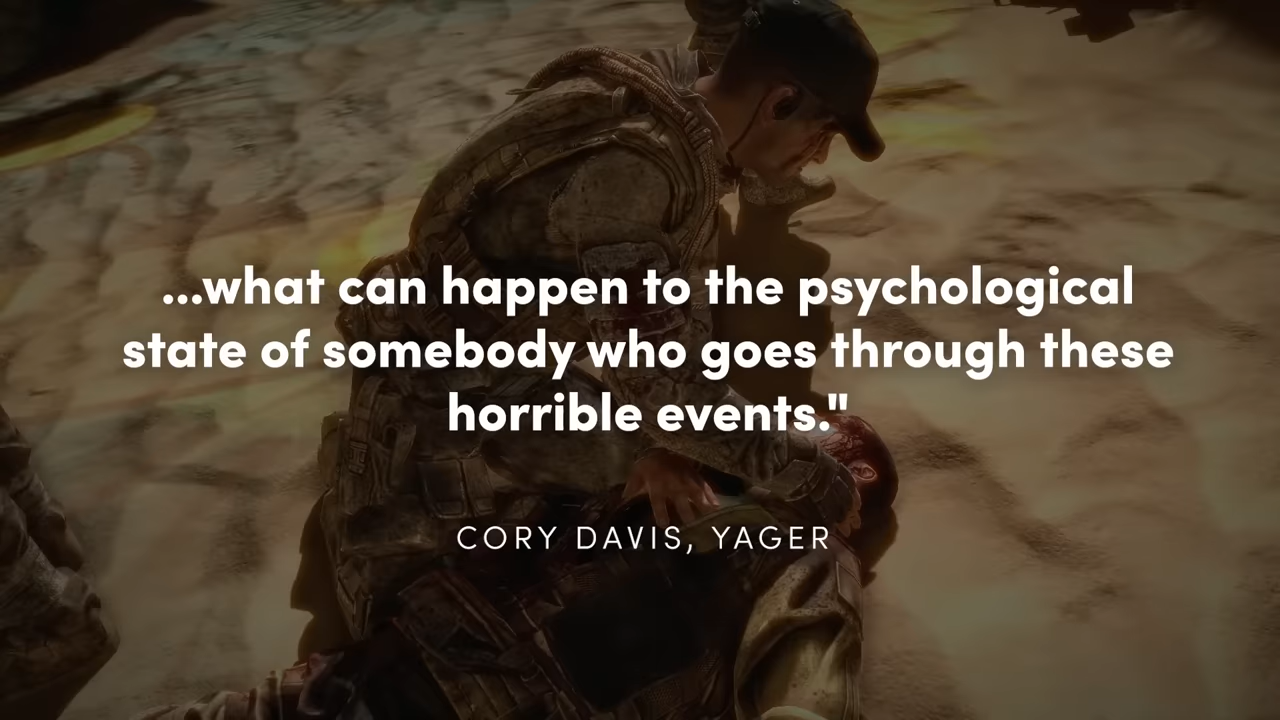 ...what can happen to the psychological
state of somebody who goes through these
horrible events."
CORY DAVIS, YAGER